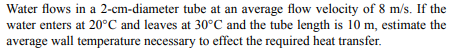 Water flows in a 2-cm-diameter tube at an average flow velocity of 8 m/s. If the
water enters at 20°C and leaves at 30°C and the tube length is 10 m, estimate the
average wall temperature necessary to effect the required heat transfer.